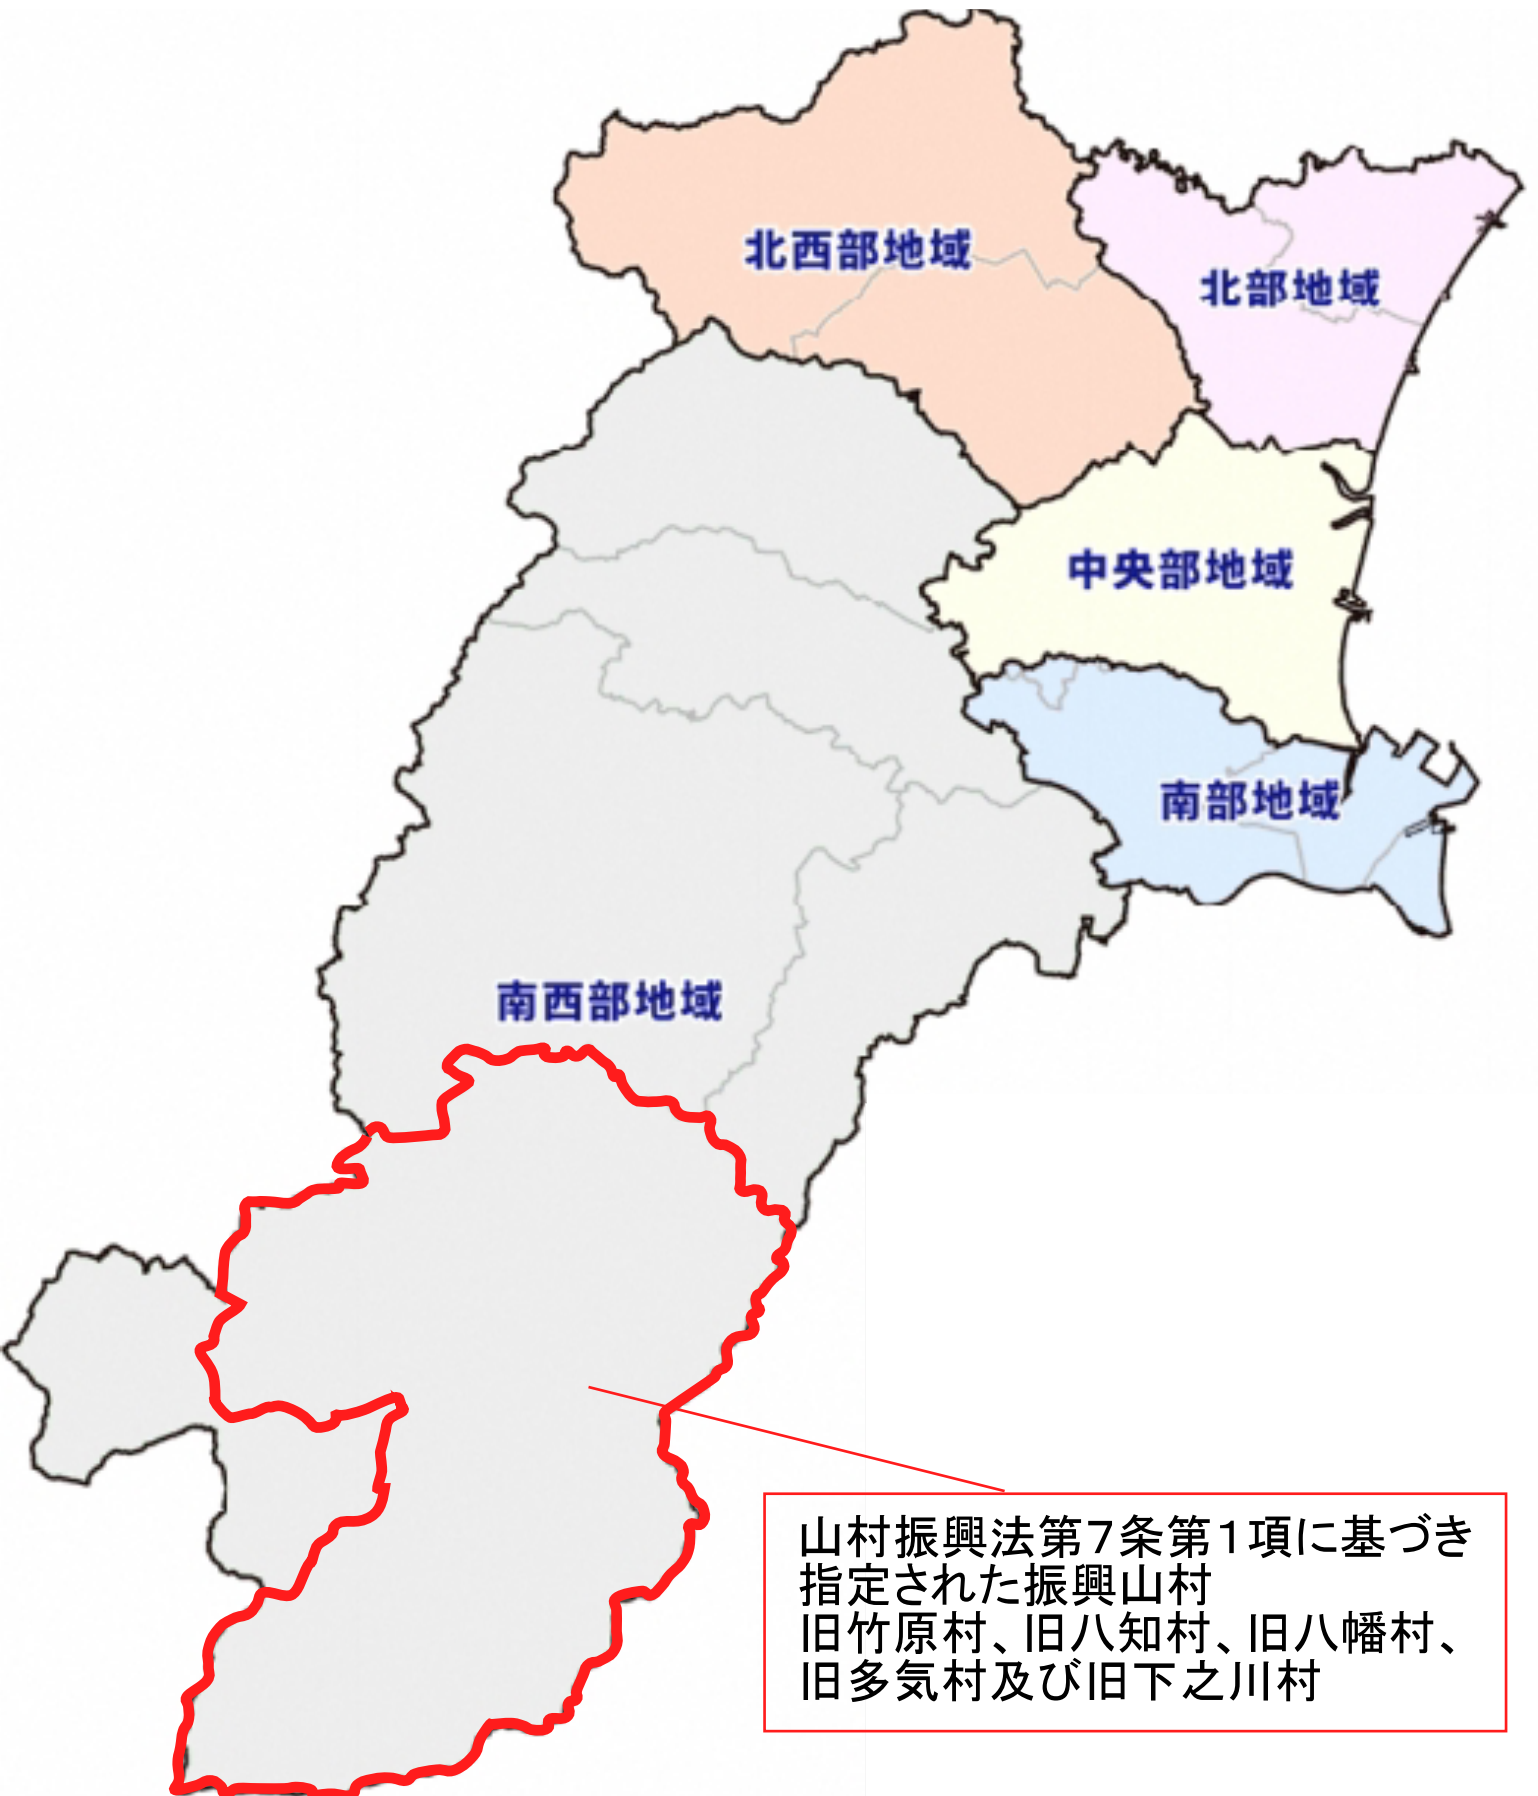 北西部地域
北部地域
中央部地域
南部地域
南西部地域
山村振興法第7条第1項に基づき
指定された振興山村
旧竹原村、旧八知村、旧八幡村、
旧多気村及び旧下之川村